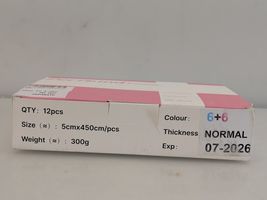 QTY: 12pcs
Size (≈): 5cmx450cm/pcs
Weight (≈): 300g
Colour: 6+6
Thickness NORMAL
Exp: 07-2026